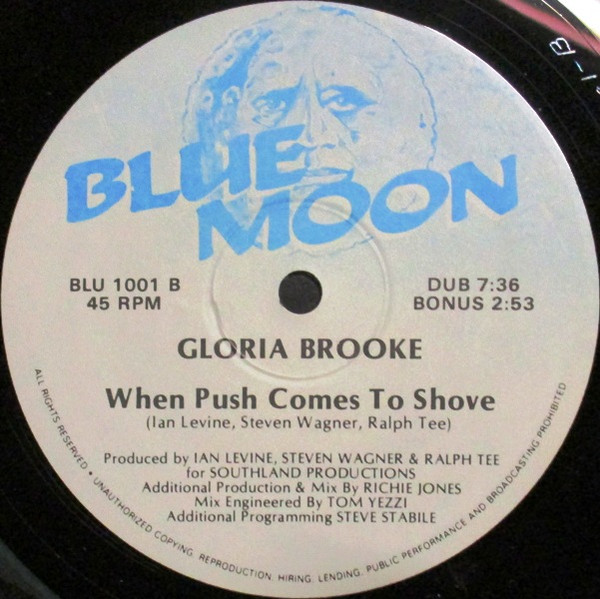 BLUE MOON
BLU 1001 B
45 RPM
DUB 7:36
BONUS 2:53
GLORIA BROOKE
When Push Comes To Shove
(Ian Levine, Steven Wagner, Ralph Tee)
Produced by IAN LEVINE, STEVEN WAGNER & RALPH TEE
for SOUTHLAND PRODUCTIONS
Additional Production & Mix By RICHIE JONES
Mix Engineered By TOM YEZZI
Additional Programming STEVE STABILE
ALL RIGHTS RESERVED • UNAUTHORIZED COPYING, REPRODUCTION, HIRING, LENDING, PUBLIC PERFORMANCE AND BROADCASTING PROHIBITED
1-B